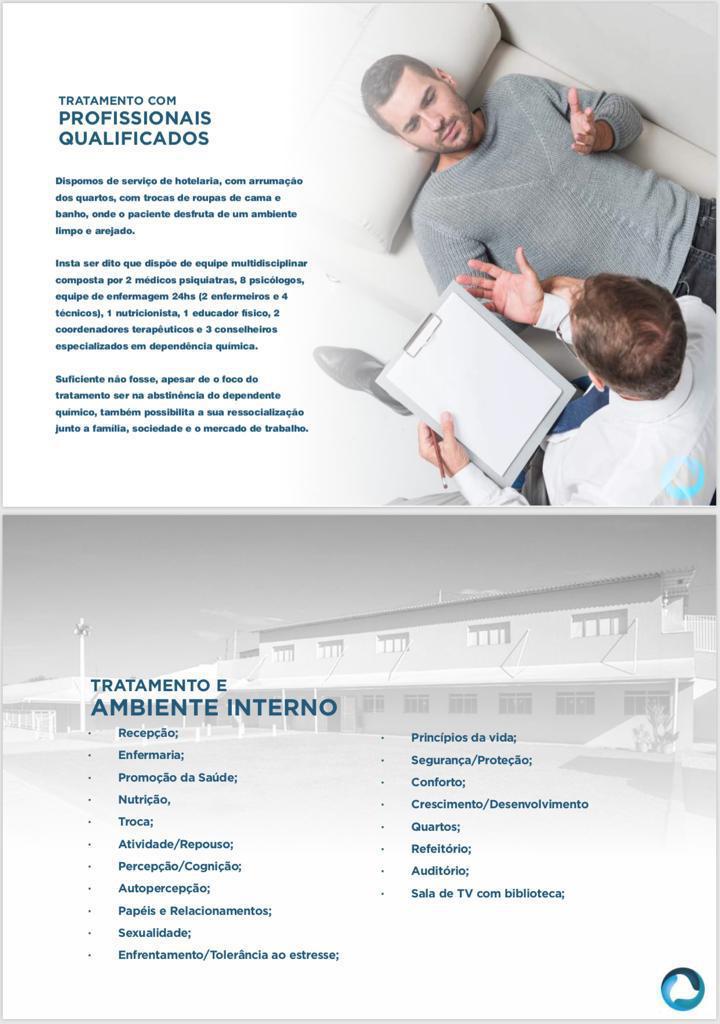 TRATAMENTO COM
PROFISSIONAIS
QUALIFICADOS
Dispomos de serviço de hotelaria, com arrumação
dos quartos, com trocas de roupas de cama e
banho, onde o paciente desfruta de um ambiente
limpo e arejado.
Insta ser dito que dispõe de equipe multidisciplinar
composta por 2 médicos psiquiatras, 8 psicólogos,
equipe de enfermagem 24hs (2 enfermeiros e 4
técnicos), 1 nutricionista, 1 educador físico, 2
coordenadores terapêuticos e 3 conselheiros
especializados em dependência química.
Suficiente não fosse, apesar de o foco do
tratamento ser na abstinência do dependente
químico, também possibilita a sua ressocialização
junto a família, sociedade e o mercado de trabalho.
TRATAMENTO E
AMBIENTE INTERNO
· Recepção;
· Enfermaria;
· Promoção da Saúde;
· Nutrição,
· Troca;
· Atividade/Repouso;
· Percepção/Cognição;
· Autopercepção;
· Papéis e Relacionamentos;
· Sexualidade;
· Enfrentamento/Tolerância ao estresse;
· Princípios da vida;
· Segurança/Proteção;
· Conforto;
· Crescimento/Desenvolvimento
· Quartos;
· Refeitório;
· Auditório;
· Sala de TV com biblioteca;